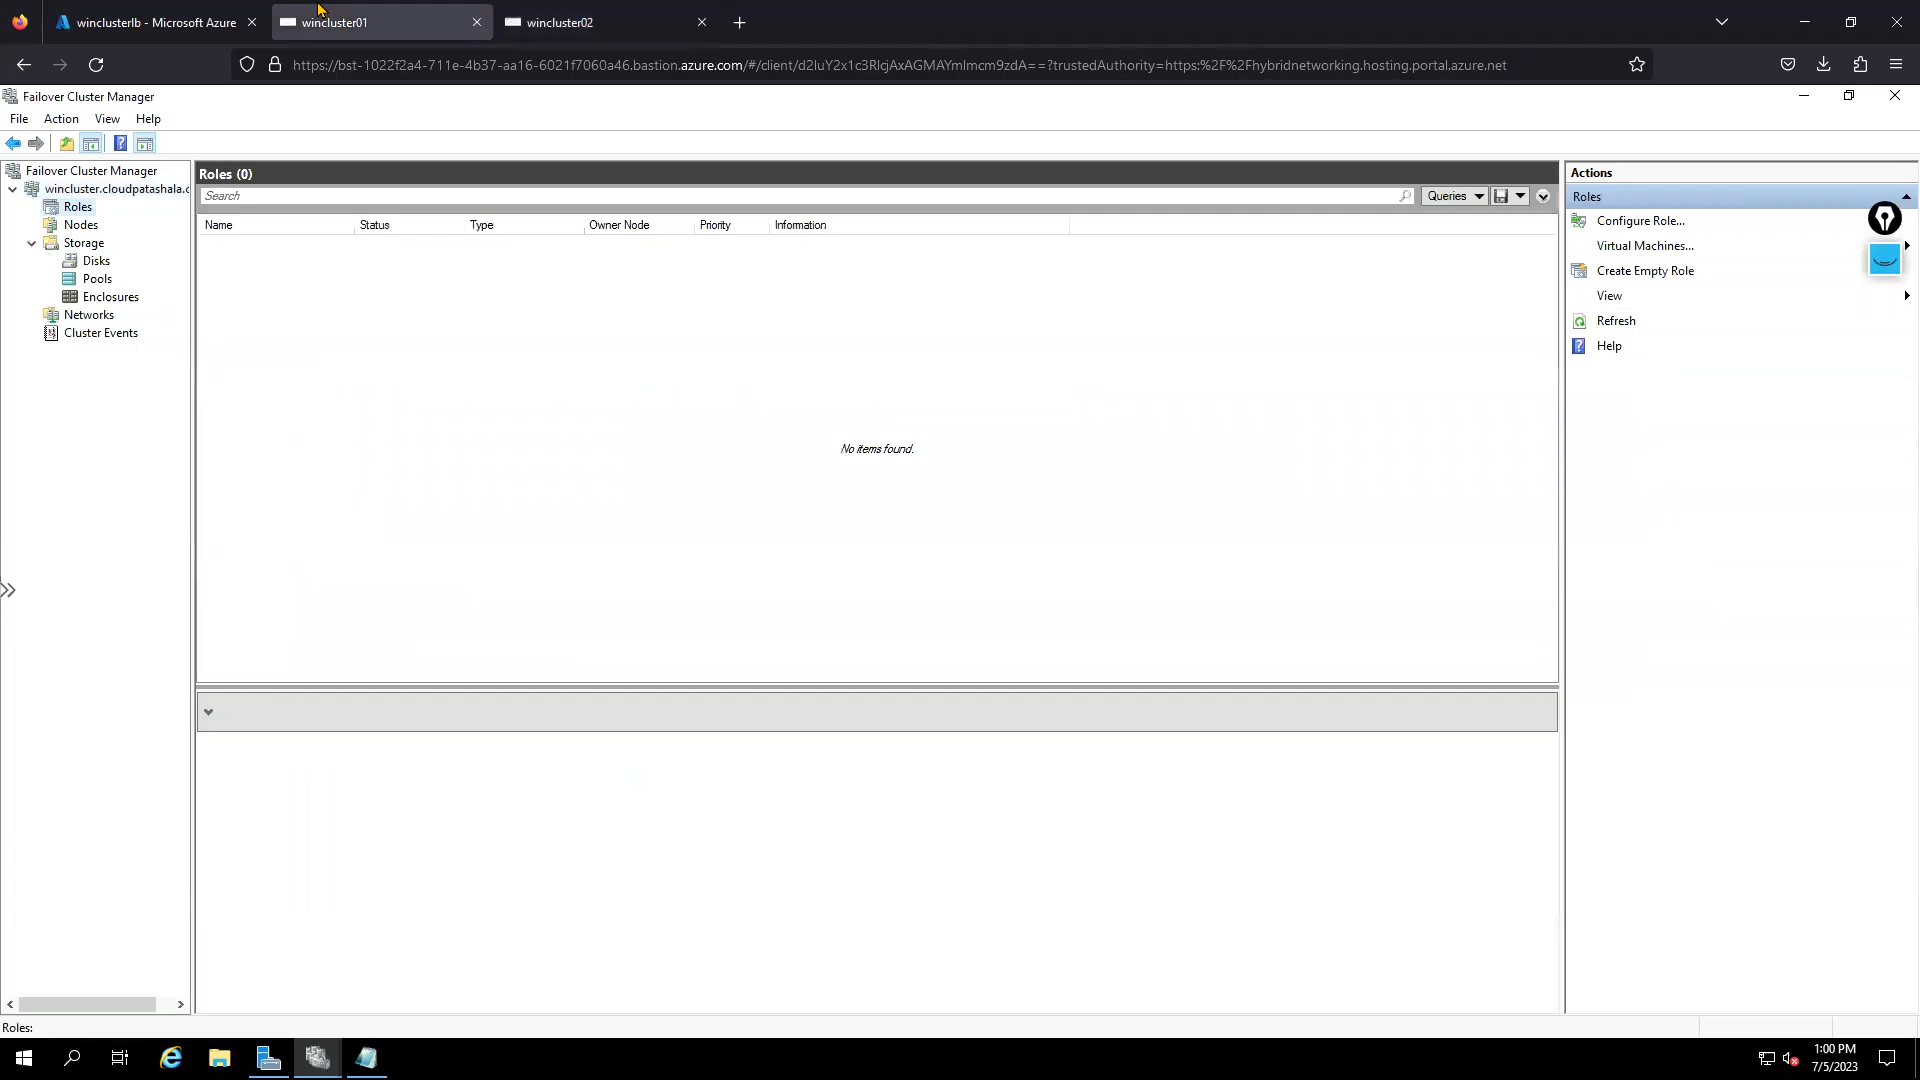 winclusterlb - Microsoft Azure
wincluster01
wincluster02
https://bst-1022f2a4-711e-4b37-aa16-6021f7060a46.bastion.azure.com/#/client/d2luY2x1c3RlcjAxAGMAYmlmcm9zdA==?trustedAuthority=https:%2F%2Fhybridnetworking.hosting.portal.azure.net
Failover Cluster Manager
File Action View Help
Failover Cluster Manager
wincluster.cloudpatashala.c
Roles
Nodes
Storage
Disks
Pools
Enclosures
Networks
Cluster Events
Roles (0)
Search
Queries
Name Status Type Owner Node Priority Information
No items found.
Actions
Roles
Configure Role...
Virtual Machines...
Create Empty Role
View
Refresh
Help
Roles:
1:00 PM
7/5/2023